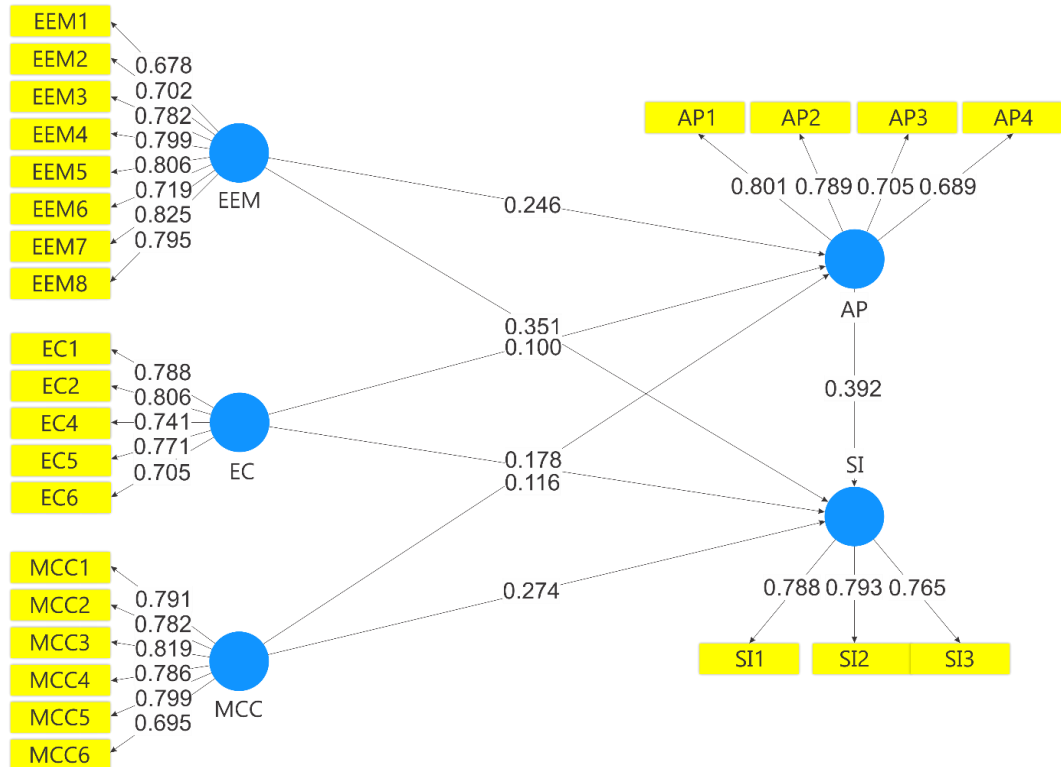 EEM1
EEM2
EEM3
EEM4
EEM5
EEM6
EEM7
EEM8
0.678
0.702
0.782
0.799
0.806
0.719
0.825
0.795
EEM
EC1
EC2
EC4
EC5
EC6
0.788
0.806
0.741
0.771
0.705
EC
MCC1
MCC2
MCC3
MCC4
MCC5
MCC6
0.791
0.782
0.819
0.786
0.799
0.695
MCC
0.246
0.351
0.100
0.178
0.116
0.274
AP1 AP2 AP3 AP4
0.801 0.789 0.705 0.689
AP
0.392
SI
0.788 0.793 0.765
SI1 SI2 SI3